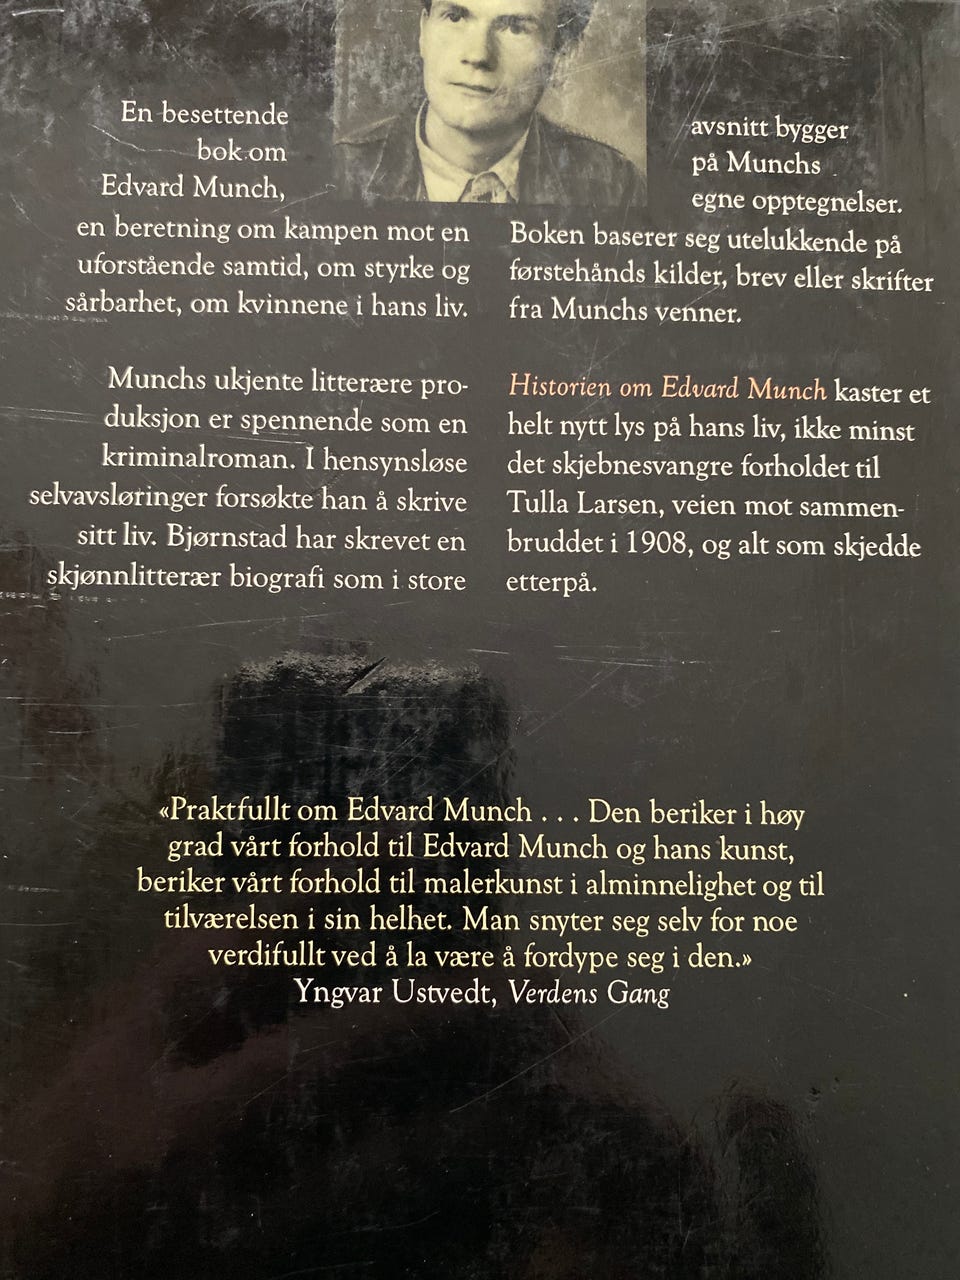 En besettende
bok om
Edvard Munch,
en beretning om kampen mot en
uforstående samtid, om styrke og
sårbarhet, om kvinnene i hans liv.
Munchs ukjente litterære pro-
duksjon er spennende som en
kriminalroman. I hensynsløse
selvavsløringer forsøkte han å skrive
sitt liv. Bjørnstad har skrevet en
skjønnlitterær biografi som i store
avsnitt bygger
på Munchs
egne opptegnelser.
Boken baserer seg utelukkende på
førstehånds kilder, brev eller skrifter
fra Munchs venner.
Historien om Edvard Munch kaster et
helt nytt lys på hans liv, ikke minst
det skjebnesvangre forholdet til
Tulla Larsen, veien mot sammen-
bruddet i 1908, og alt som skjedde
etterpå.
«Praktfullt om Edvard Munch . . . Den beriker i høy
grad vårt forhold til Edvard Munch og hans kunst,
beriker vårt forhold til malerkunst i alminnelighet og til
tilværelsen i sin helhet. Man snyter seg selv for noe
verdifullt ved å la være å fordype seg i den.»
Yngvar Ustvedt, Verdens Gang